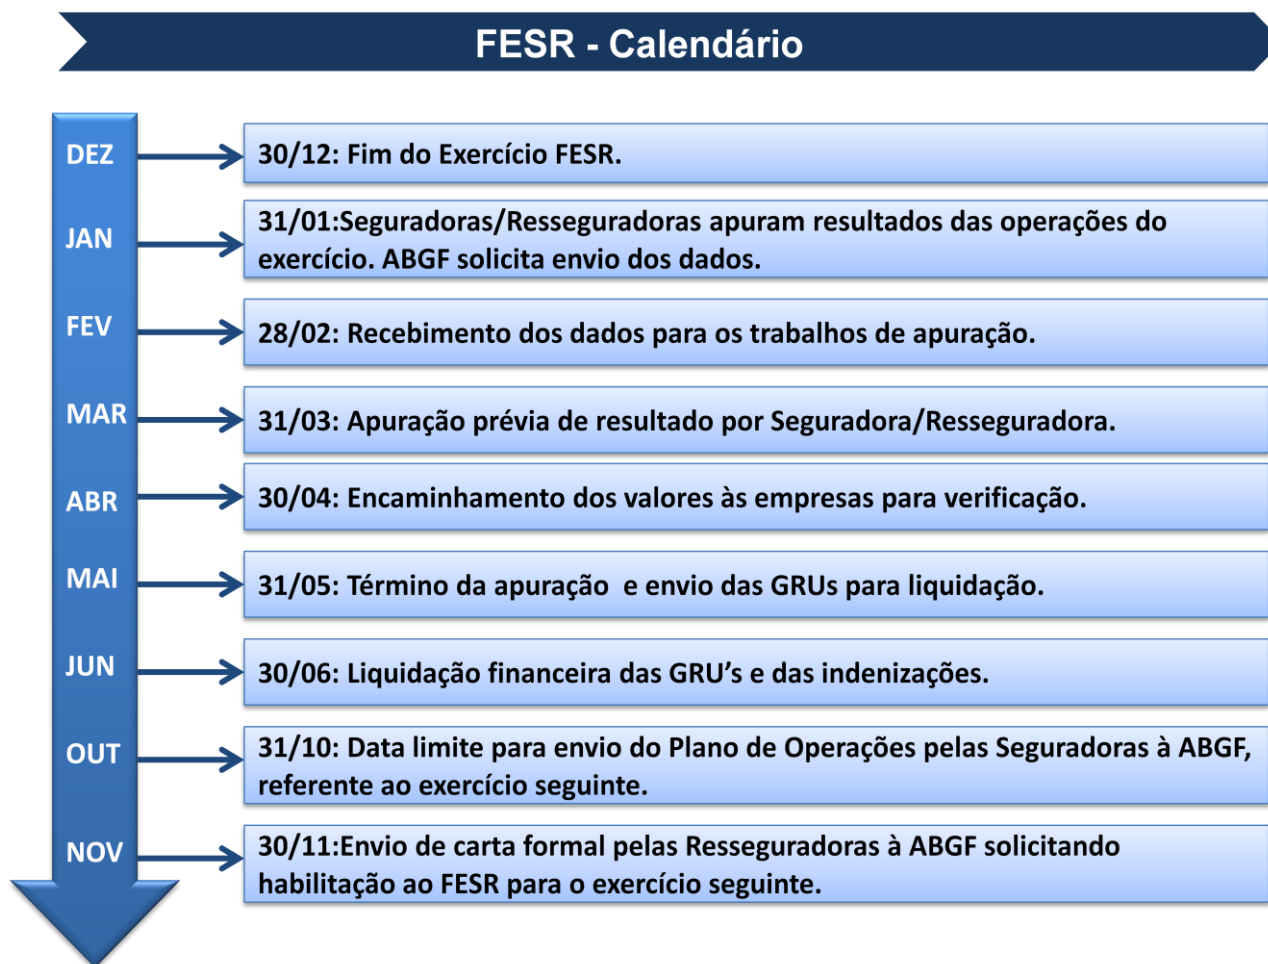 FESR - Calendário
DEZ
30/12: Fim do Exercício FESR.
JAN
31/01:Seguradoras/Resseguradoras apuram resultados das operações do
exercício. ABGF solicita envio dos dados.
FEV
28/02: Recebimento dos dados para os trabalhos de apuração.
MAR
31/03: Apuração prévia de resultado por Seguradora/Resseguradora.
ABR
30/04: Encaminhamento dos valores às empresas para verificação.
MAI
31/05: Término da apuração  e envio das GRUs para liquidação.
JUN
30/06: Liquidação financeira das GRU’s e das indenizações.
OUT
31/10: Data limite para envio do Plano de Operações pelas Seguradoras à ABGF,
referente ao exercício seguinte.
NOV
30/11:Envio de carta formal pelas Resseguradoras à ABGF solicitando
habilitação ao FESR para o exercício seguinte.